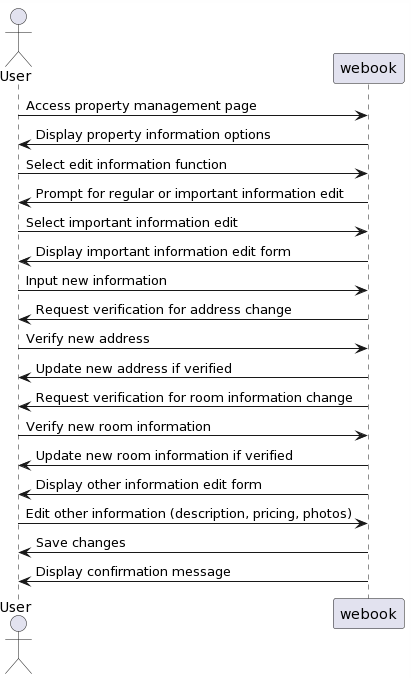 User
webook
Access property management page
Display property information options
Select edit information function
Prompt for regular or important information edit
Select important information edit
Display important information edit form
Input new information
Request verification for address change
Verify new address
Update new address if verified
Request verification for room information change
Verify new room information
Update new room information if verified
Display other information edit form
Edit other information (description, pricing, photos)
Save changes
Display confirmation message
User
webook